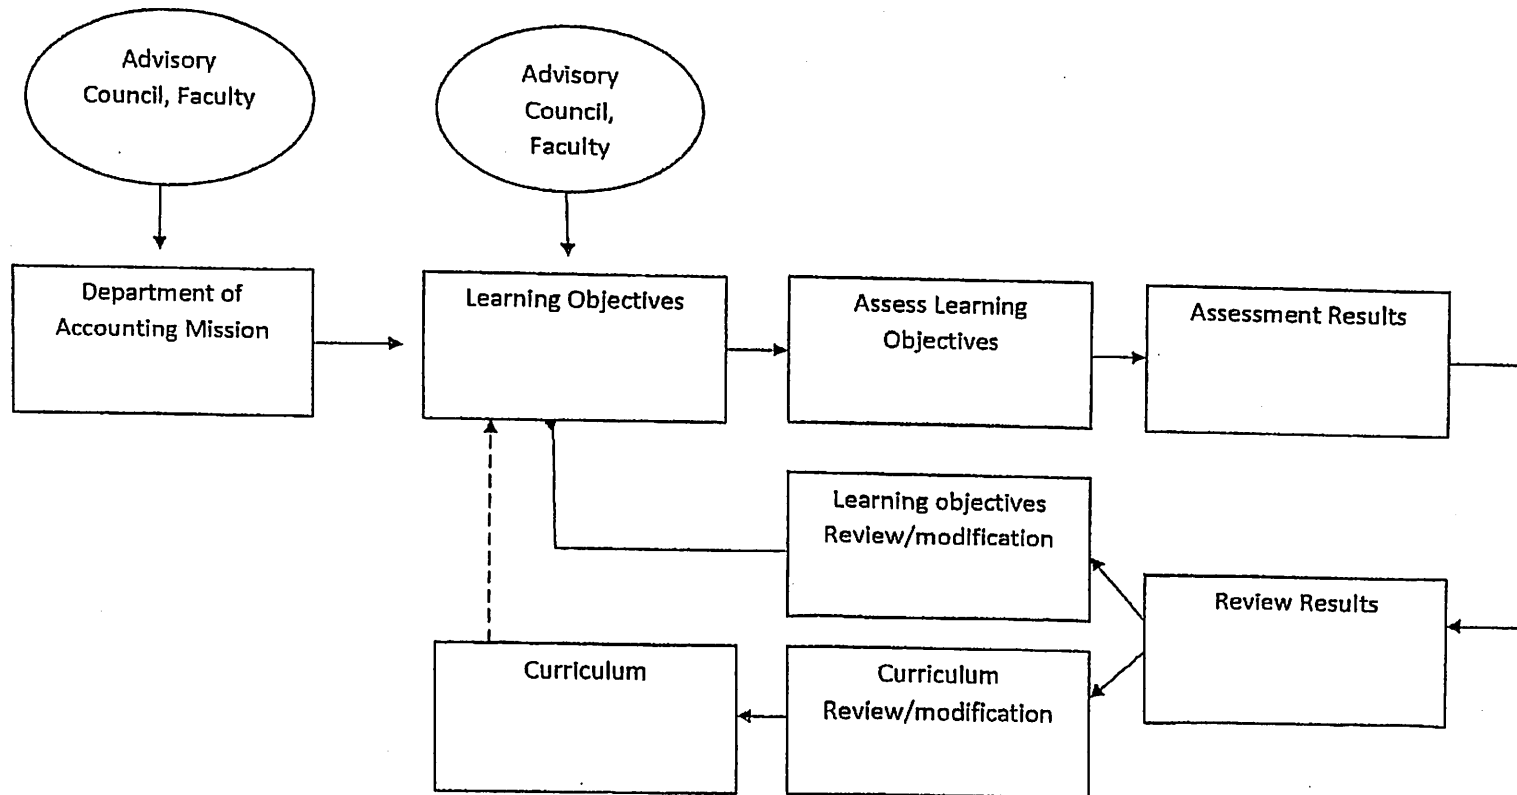 Advisory
Council, Faculty
Advisory
Council,
Faculty
Department of
Accounting Mission
Learning Objectives
Assess Learning
Objectives
Assessment Results
Learning objectives
Review/modification
Review Results
Curriculum
Curriculum
Review/modification